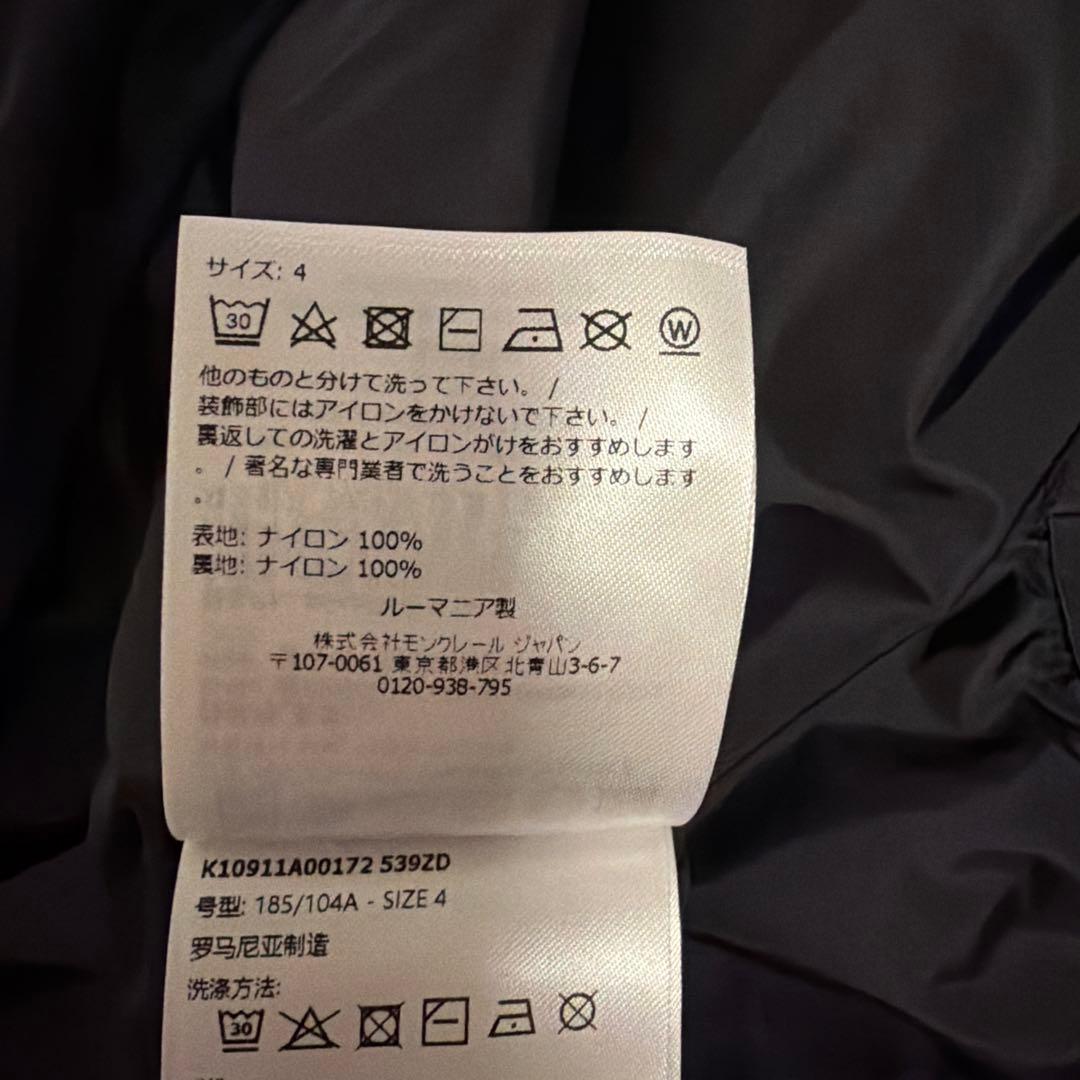 サイズ: 4
30
W
他のものと分けて洗って下さい。 /
装飾部にはアイロンをかけないで下さい。 /
裏返しての洗濯とアイロンがけをおすすめします
。 / 著名な専門業者で洗うことをおすすめします
。
表地: ナイロン 100%
裏地: ナイロン 100%
ルーマニア製
株式会社モンクレール ジャパン
〒107-0061 東京都港区北青山3-6-7
0120-938-795
K10911A00172 539ZD
号型: 185/104A - SIZE 4
罗马尼亚制造
洗涤方法:
30